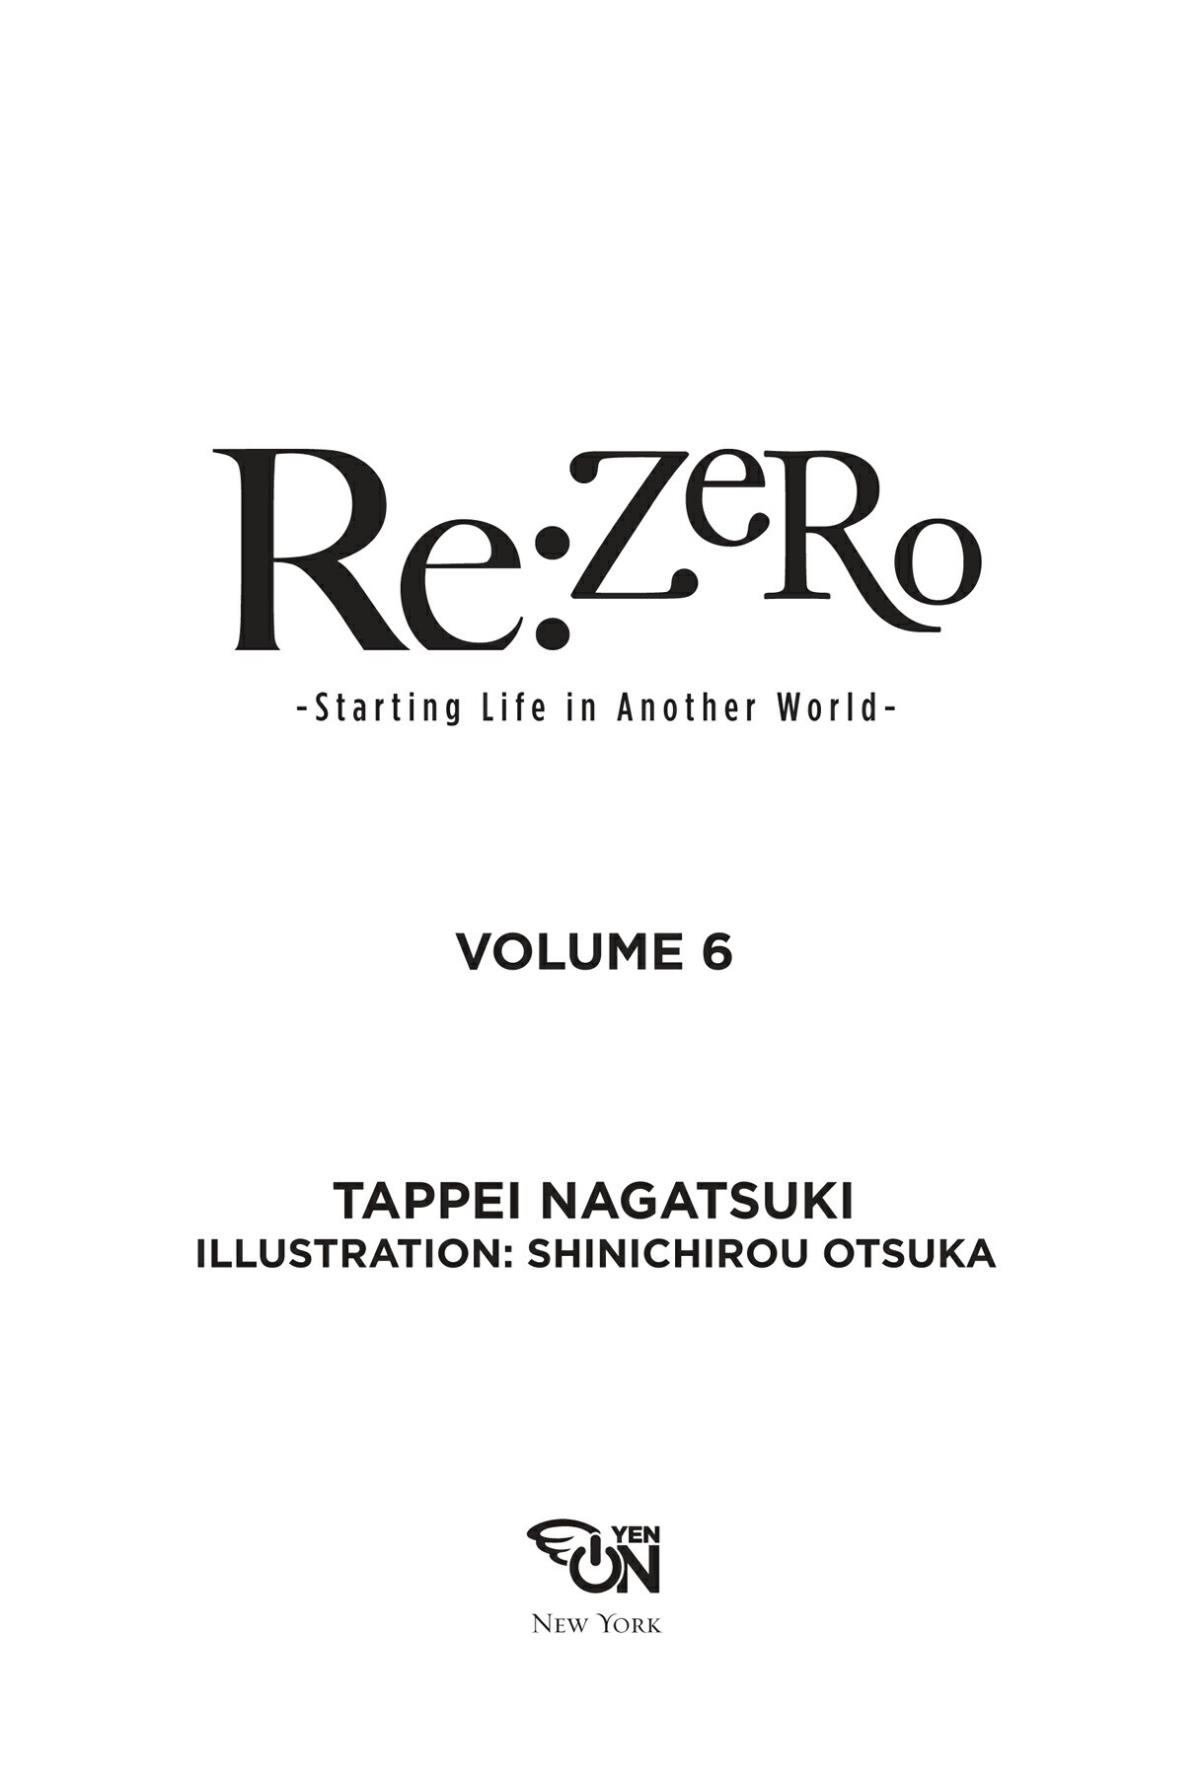 Re:ZeRo
-Starting Life in Another World-
VOLUME 6
TAPPEI NAGATSUKI
ILLUSTRATION: SHINICHIROU OTSUKA
YEN
ON
NEW YORK